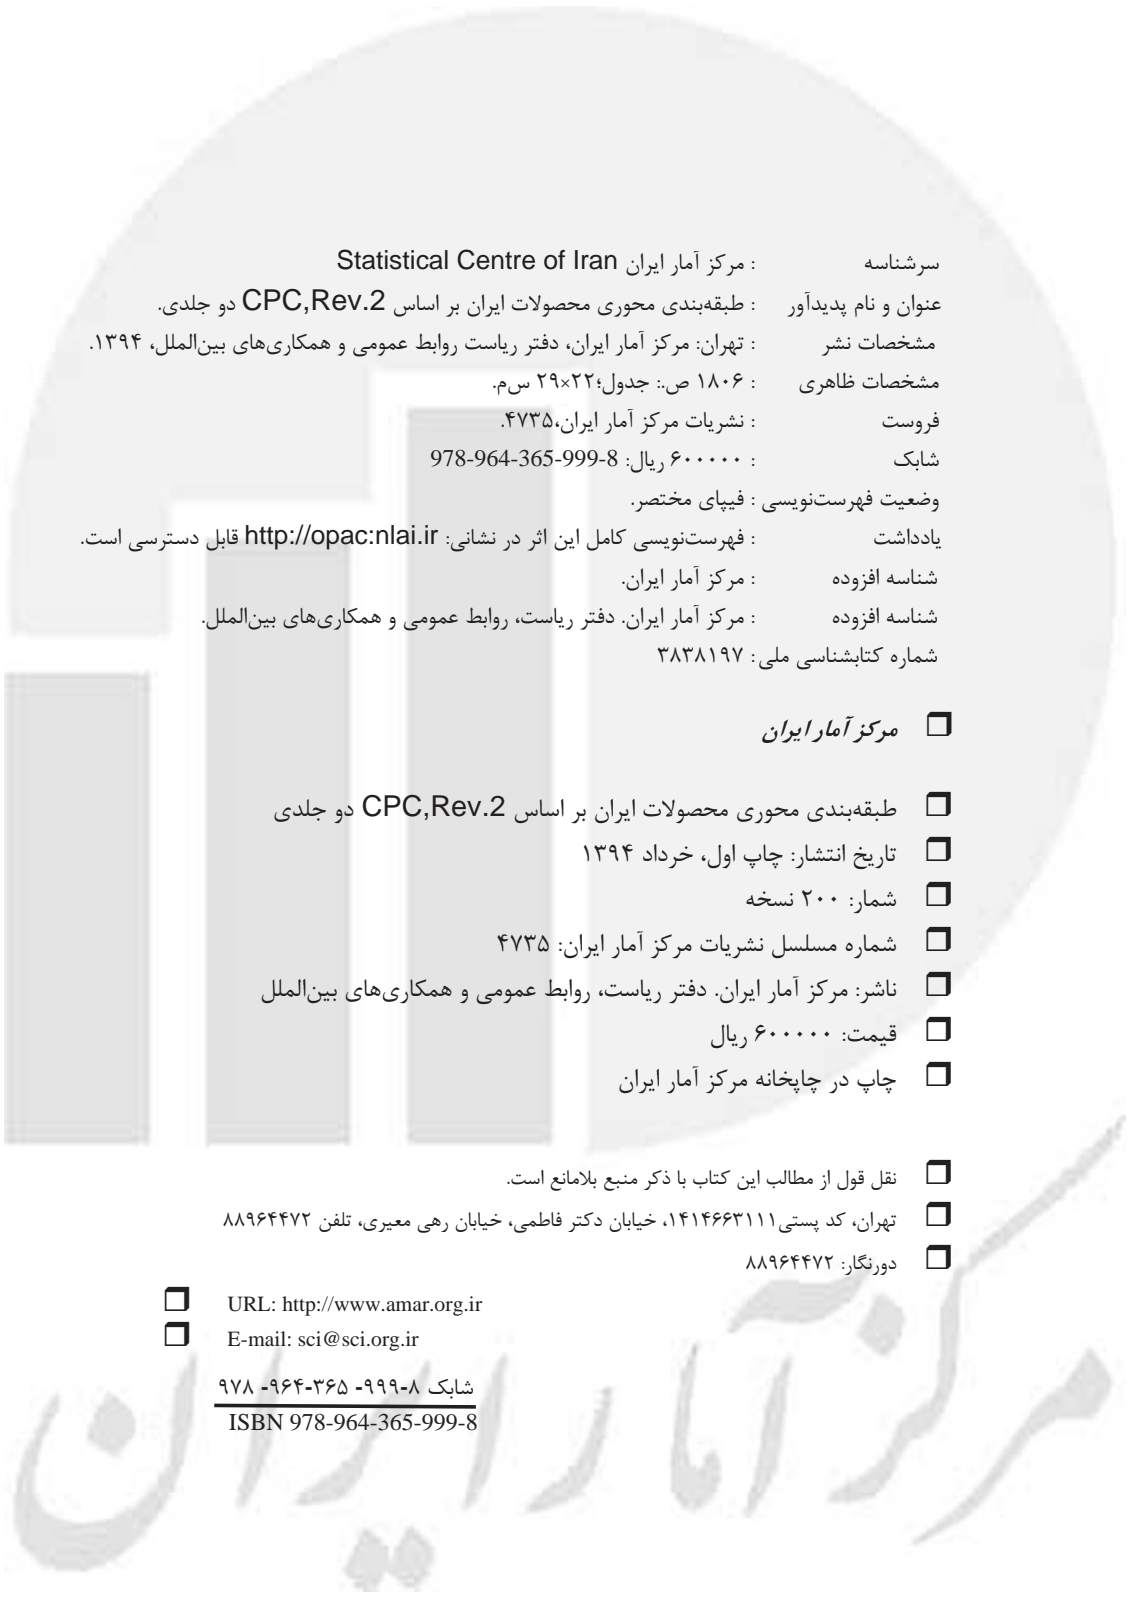 سرشناسه : مرکز آمار ایران Statistical Centre of Iran
عنوان و نام پدیدآور : طبقه‌بندی محوری محصولات ایران بر اساس CPC,Rev.2 دو جلدی.
مشخصات نشر : تهران: مرکز آمار ایران، دفتر ریاست روابط عمومی و همکاری‌های بین‌الملل، ۱۳۹۴.
مشخصات ظاهری : ۱۸۰۶ ص.: جدول؛۲۲×۲۹ س‌م.
فروست : نشریات مرکز آمار ایران،۴۷۳۵.
شابک : ۶۰۰۰۰۰ ریال: 978-964-365-999-8
وضعیت فهرست‌نویسی : فیپای مختصر.
یادداشت : فهرست‌نویسی کامل این اثر در نشانی: http://opac:nlai.ir قابل دسترسی است.
شناسه افزوده : مرکز آمار ایران.
شناسه افزوده : مرکز آمار ایران. دفتر ریاست، روابط عمومی و همکاری‌های بین‌الملل.
شماره کتابشناسی ملی : ۳۸۳۸۱۹۷
❒ مرکز آمار ایران
❒ طبقه‌بندی محوری محصولات ایران بر اساس CPC,Rev.2 دو جلدی
❒ تاریخ انتشار: چاپ اول، خرداد ۱۳۹۴
❒ شمار: ۲۰۰ نسخه
❒ شماره مسلسل نشریات مرکز آمار ایران: ۴۷۳۵
❒ ناشر: مرکز آمار ایران. دفتر ریاست، روابط عمومی و همکاری‌های بین‌الملل
❒ قیمت: ۶۰۰۰۰۰ ریال
❒ چاپ در چاپخانه مرکز آمار ایران
❒ نقل قول از مطالب این کتاب با ذکر منبع بلامانع است.
❒ تهران، کد پستی۱۴۱۴۶۶۳۱۱۱، خیابان دکتر فاطمی، خیابان رهی معیری، تلفن ۸۸۹۶۴۴۷۲
❒ دورنگار: ۸۸۹۶۴۴۷۲
❒ URL: http://www.amar.org.ir
❒ E-mail: sci@sci.org.ir
شابک ۸-۹۹۹- ۳۶۵-۹۶۴- ۹۷۸
ISBN 978-964-365-999-8
مرکز آمار ایران